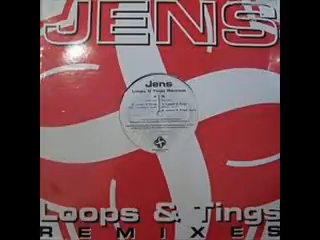 JENS
Jens
Loops & Tings Remixes
Loops & Tings
REMIXES